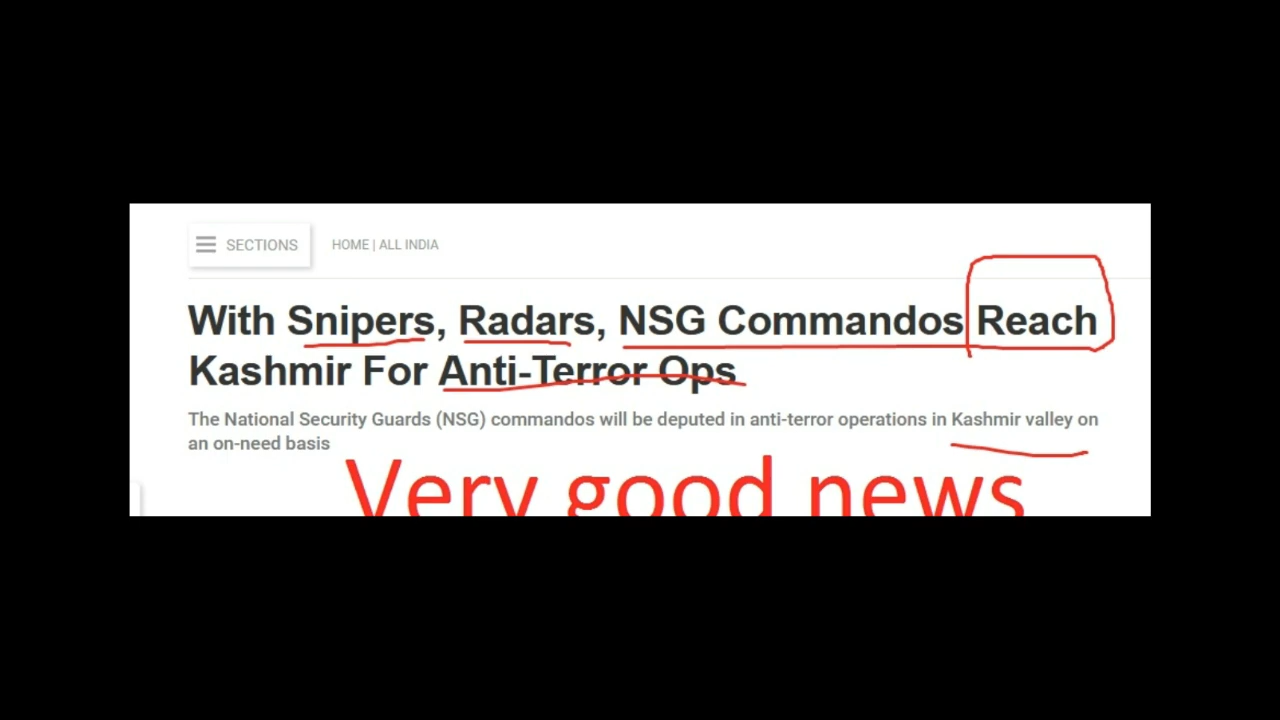 SECTIONS HOME | ALL INDIA
With Snipers, Radars, NSG Commandos Reach
Kashmir For Anti-Terror Ops
The National Security Guards (NSG) commandos will be deputed in anti-terror operations in Kashmir valley on
an on-need basis
Very good news